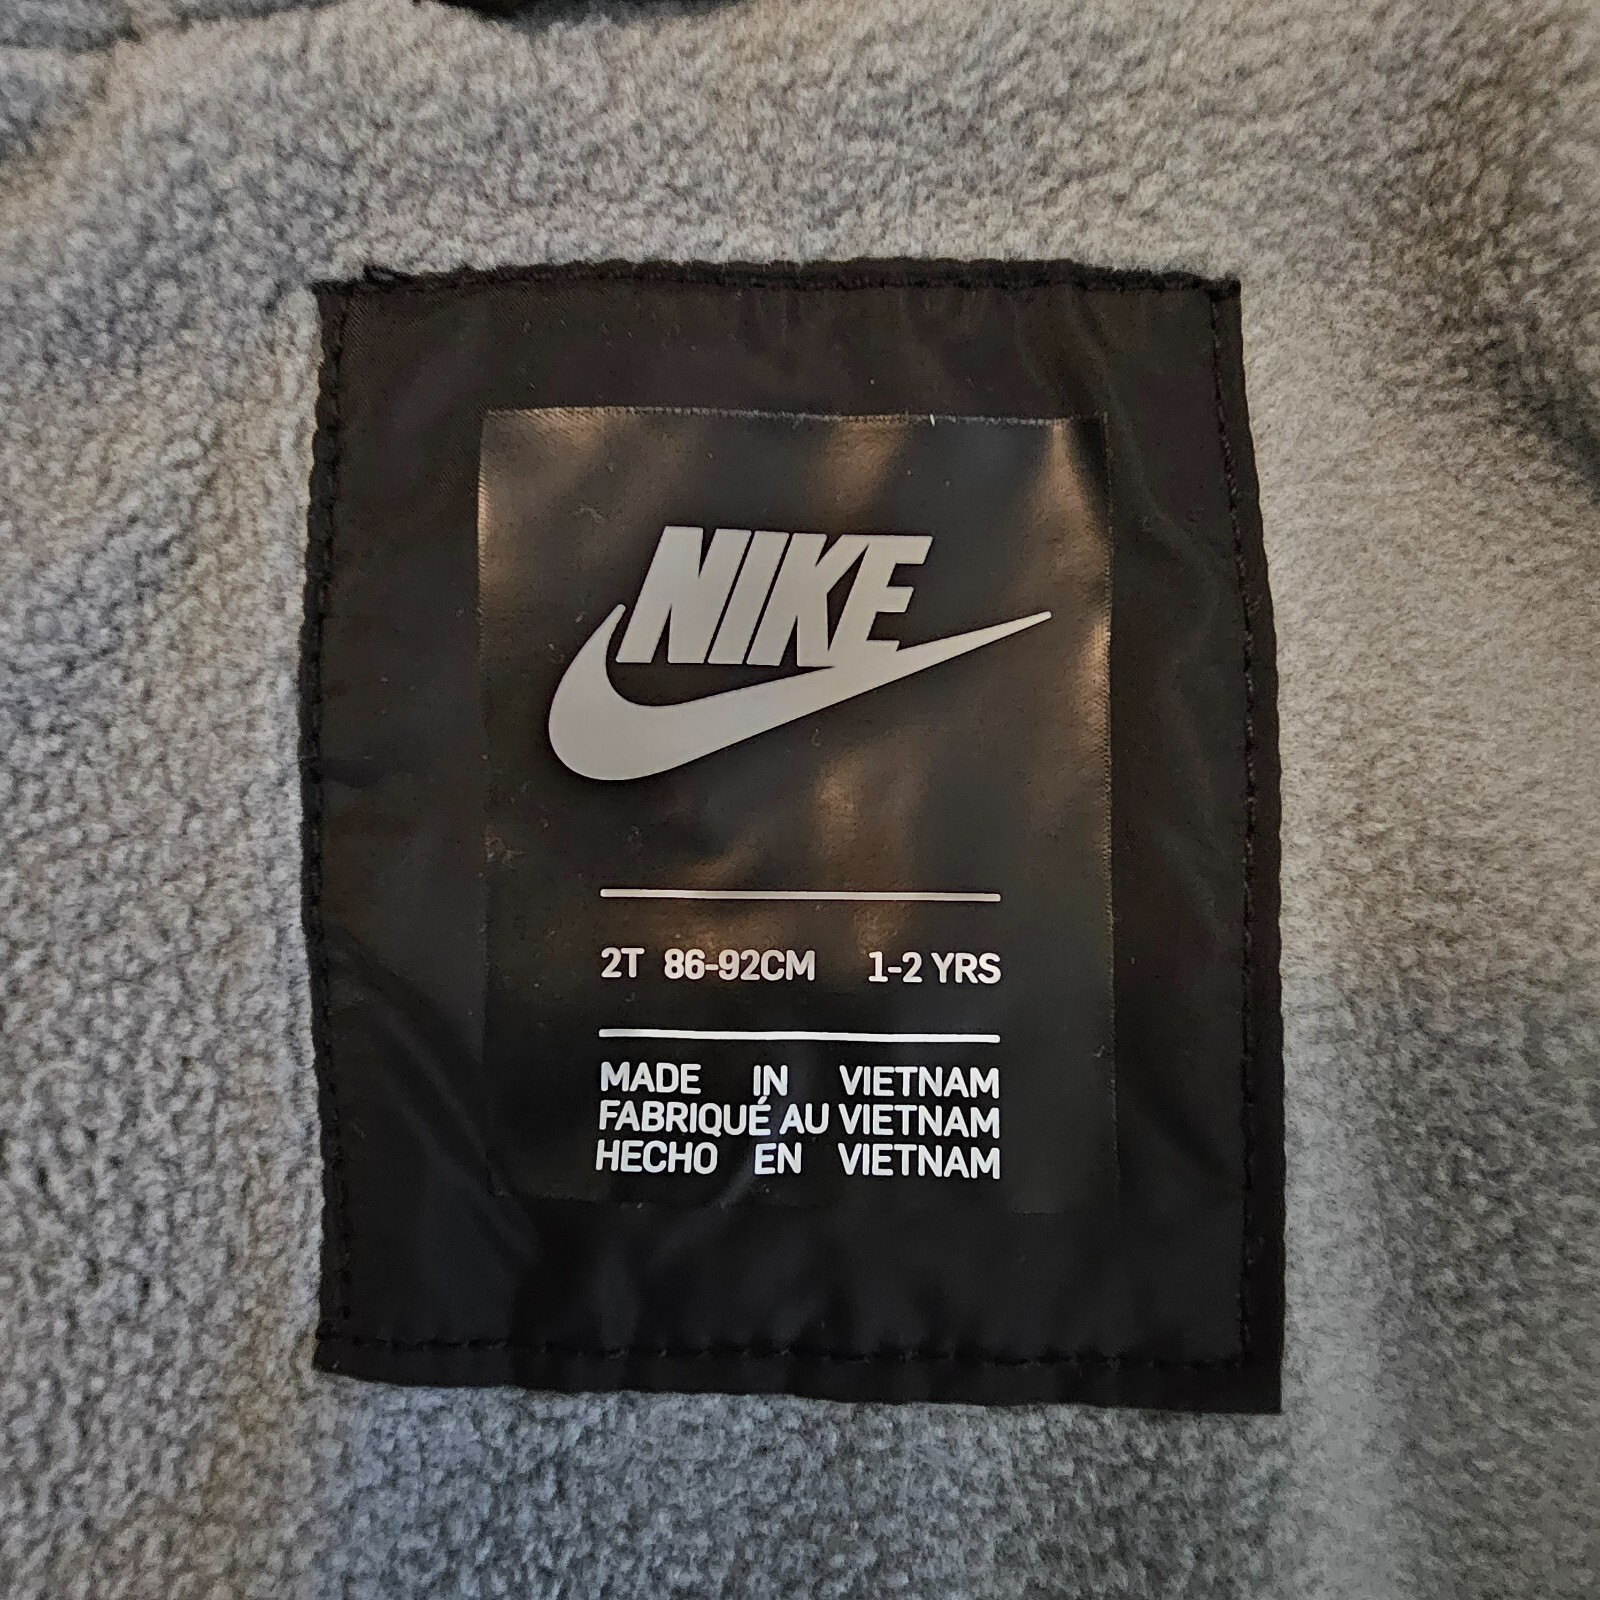 NIKE
2T 86-92CM 1-2 YRS
MADE IN VIETNAM
FABRIQUÉ AU VIETNAM
HECHO EN VIETNAM